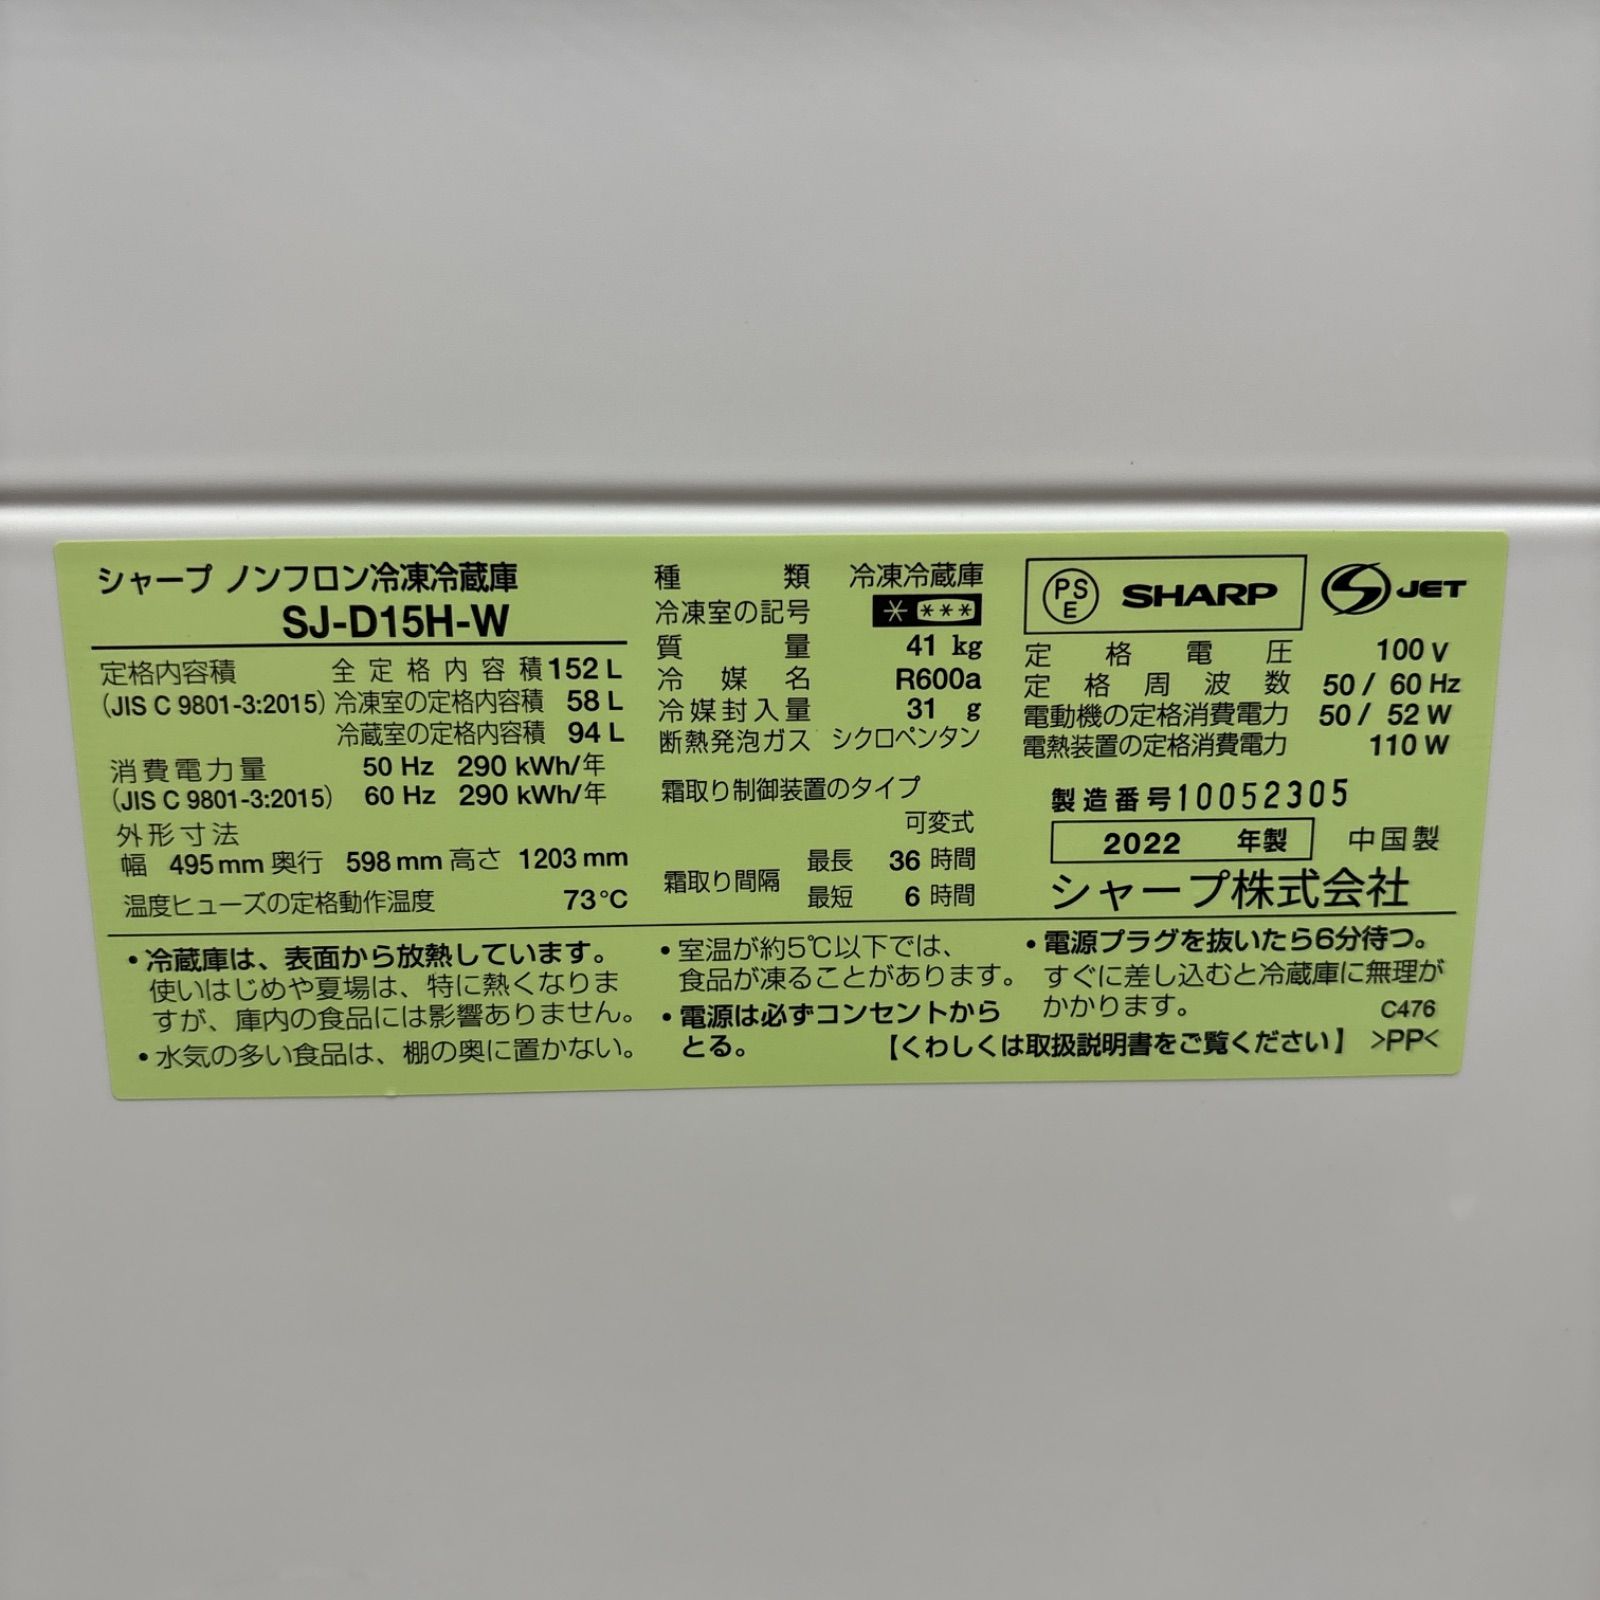 シャープ ノンフロン冷凍冷蔵庫
SJ-D15H-W
定格内容積 全定格内容積 152 L
(JIS C 9801-3:2015) 冷凍室の定格内容積 58 L
冷蔵室の定格内容積 94 L
消費電力量 50 Hz 290 kWh/年
(JIS C 9801-3:2015) 60 Hz 290 kWh/年
外形寸法
幅 495 mm 奥行 598 mm 高さ 1203 mm
温度ヒューズの定格動作温度 73℃
種類 冷凍冷蔵庫
冷凍室の記号 * ***
質量 41 kg
冷媒名 R600a
冷媒封入量 31 g
断熱発泡ガス シクロペンタン
霜取り制御装置のタイプ
可変式
霜取り間隔 最長 36 時間
最短 6 時間
PS E SHARP JET
定格電圧 100 V
定格周波数 50 / 60 Hz
電動機の定格消費電力 50 / 52 W
電熱装置の定格消費電力 110 W
製造番号 10052305
2022 年製 中国製
シャープ株式会社
・冷蔵庫は、表面から放熱しています。
使いはじめや夏場は、特に熱くなりま
すが、庫内の食品には影響ありません。
・水気の多い食品は、棚の奥に置かない。
・室温が約5℃以下では、
食品が凍ることがあります。
・電源は必ずコンセントから
とる。
・電源プラグを抜いたら6分待つ。
すぐに差し込むと冷蔵庫に無理が
かかります。 C476
【くわしくは取扱説明書をご覧ください】 >PP<